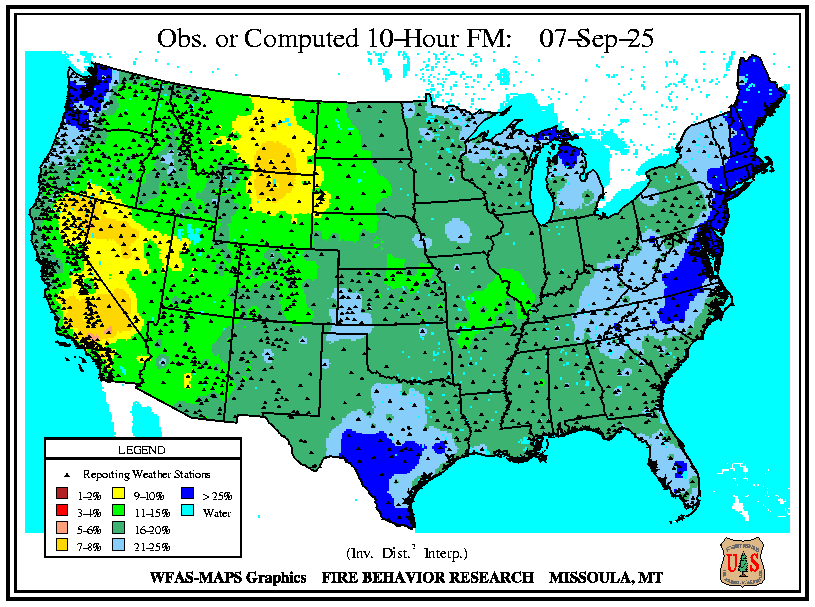 Obs. or Computed 10-Hour FM: 07-Sep-25
LEGEND
Reporting Weather Stations
1-2% 9-10% > 25%
3-4% 11-15% Water
5-6% 16-20%
7-8% 21-25%
(Inv. Dist.² Interp.)
WFAS-MAPS Graphics FIRE BEHAVIOR RESEARCH MISSOULA, MT
U S